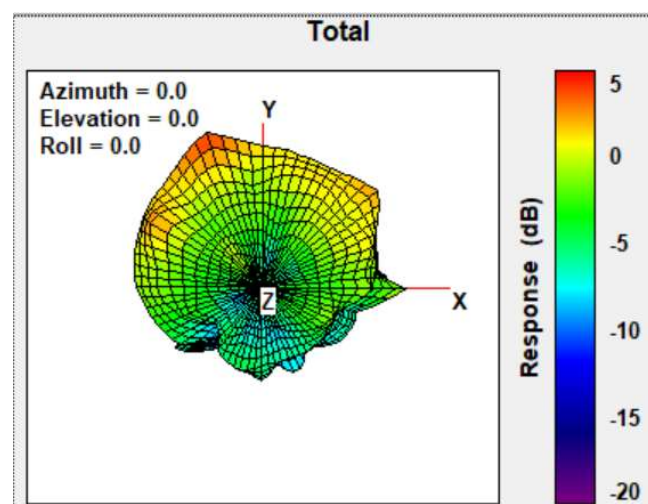 Total
Azimuth = 0.0
Elevation = 0.0
Roll = 0.0
Y
Z
X
Response (dB)
5
0
-5
-10
-15
-20